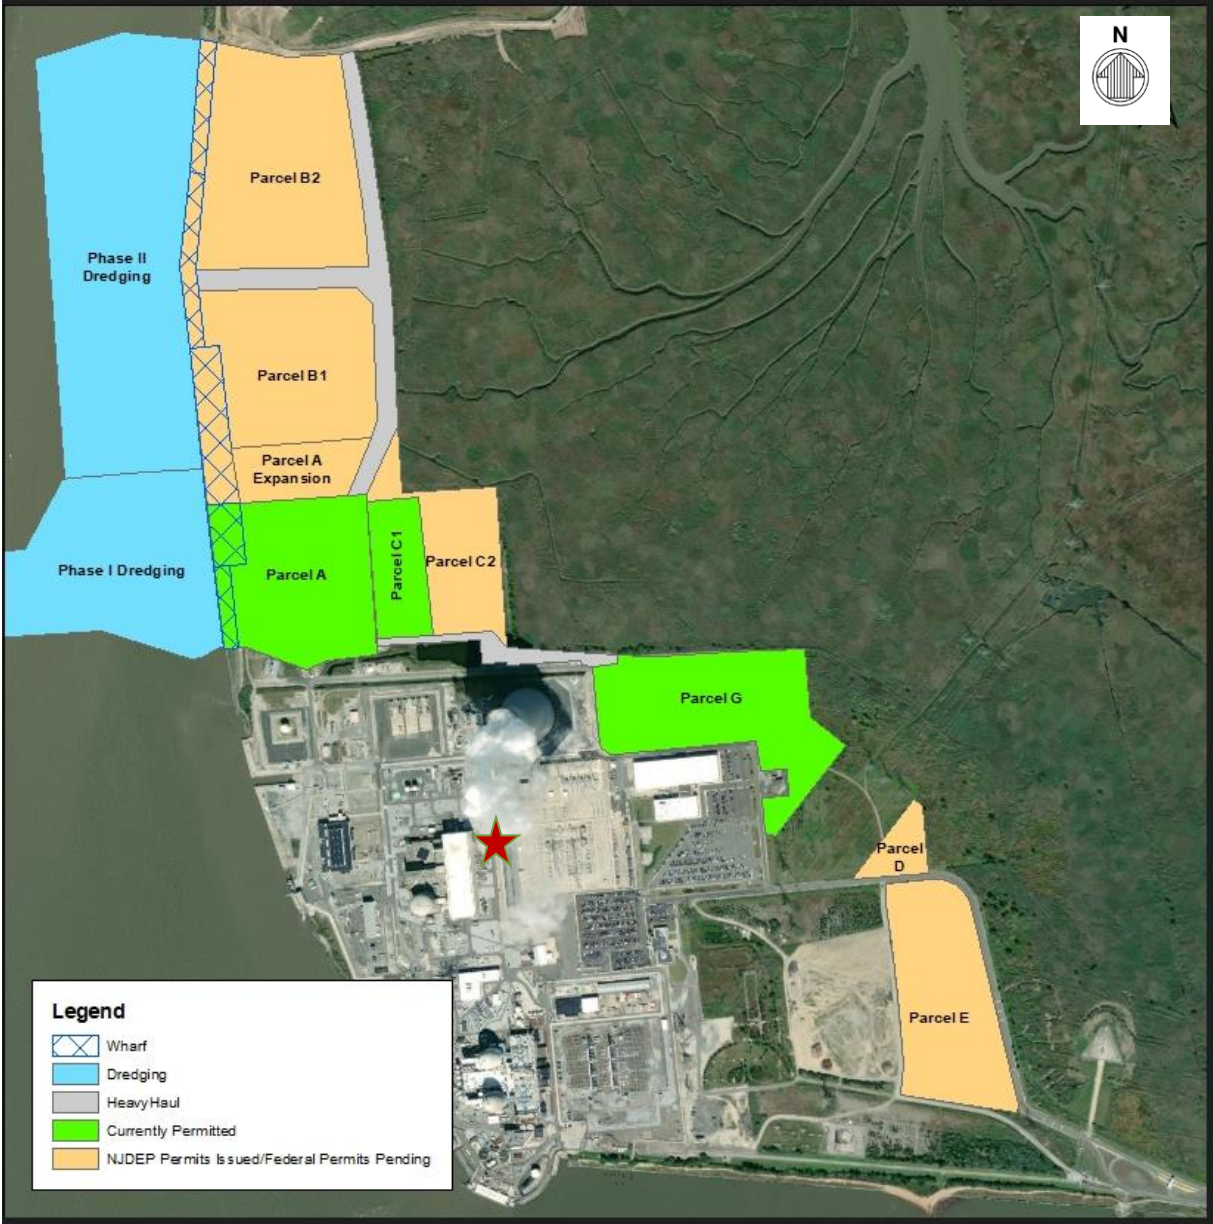 N
Parcel B2
Phase II
Dredging
Parcel B1
Parcel A
Expansion
Phase I Dredging
Parcel A
Parcel C1
Parcel C2
Parcel G
Parcel
D
Parcel E
Legend
Wharf
Dredging
Heavy Haul
Currently Permitted
NJDEP Permits Issued/Federal Permits Pending